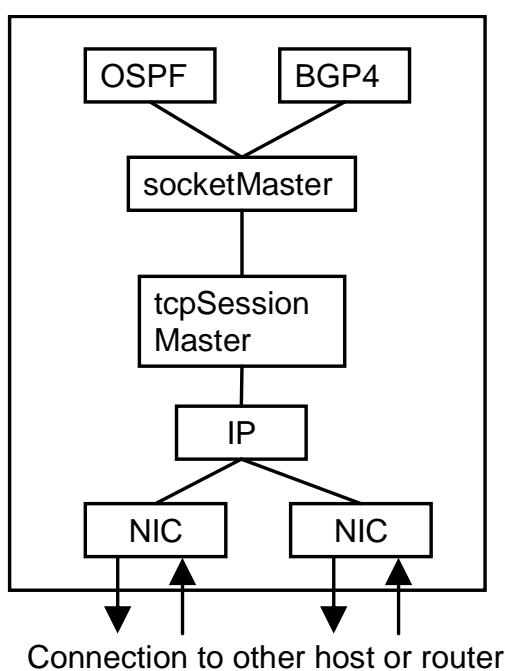 OSPF BGP4
socketMaster
tcpSession
Master
IP
NIC NIC
Connection to other host or router